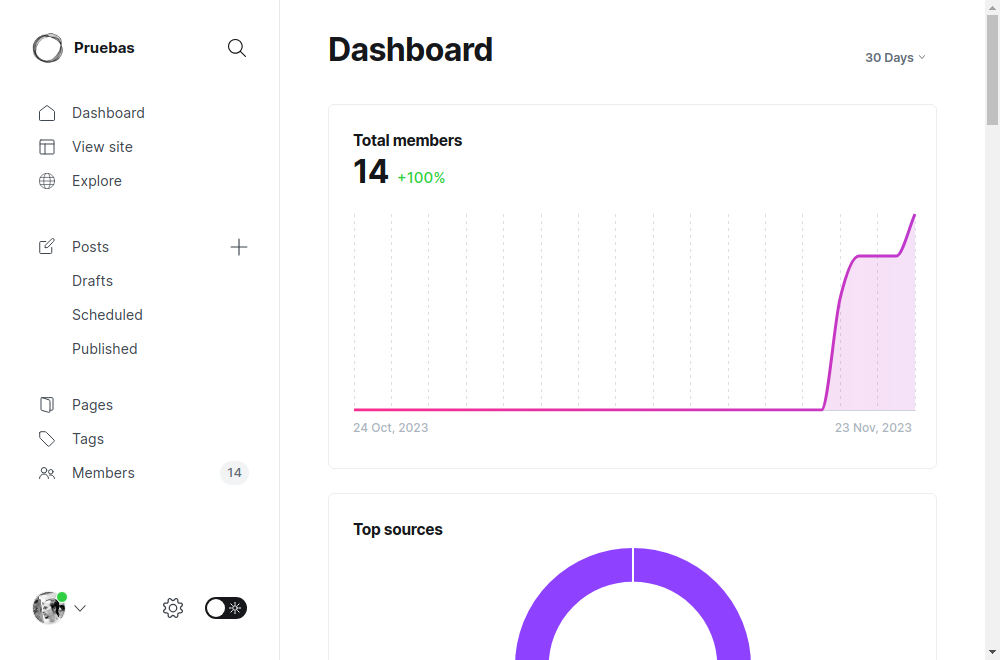 Pruebas
Dashboard
View site
Explore
Posts
Drafts
Scheduled
Published
Pages
Tags
Members 14
Dashboard
30 Days
Total members
14 +100%
24 Oct, 2023 23 Nov, 2023
Top sources